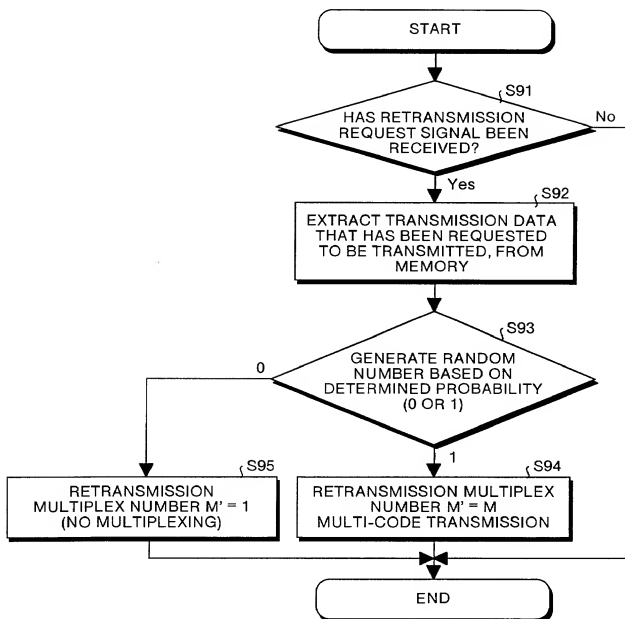 START
S91
HAS RETRANSMISSION
REQUEST SIGNAL BEEN
RECEIVED?
No
Yes
S92
EXTRACT TRANSMISSION DATA
THAT HAS BEEN REQUESTED
TO BE TRANSMITTED, FROM
MEMORY
S93
GENERATE RANDOM
NUMBER BASED ON
DETERMINED PROBABILITY
(0 OR 1)
0
1
S95
RETRANSMISSION
MULTIPLEX NUMBER M' = 1
(NO MULTIPLEXING)
S94
RETRANSMISSION MULTIPLEX
NUMBER M' = M
MULTI-CODE TRANSMISSION
END